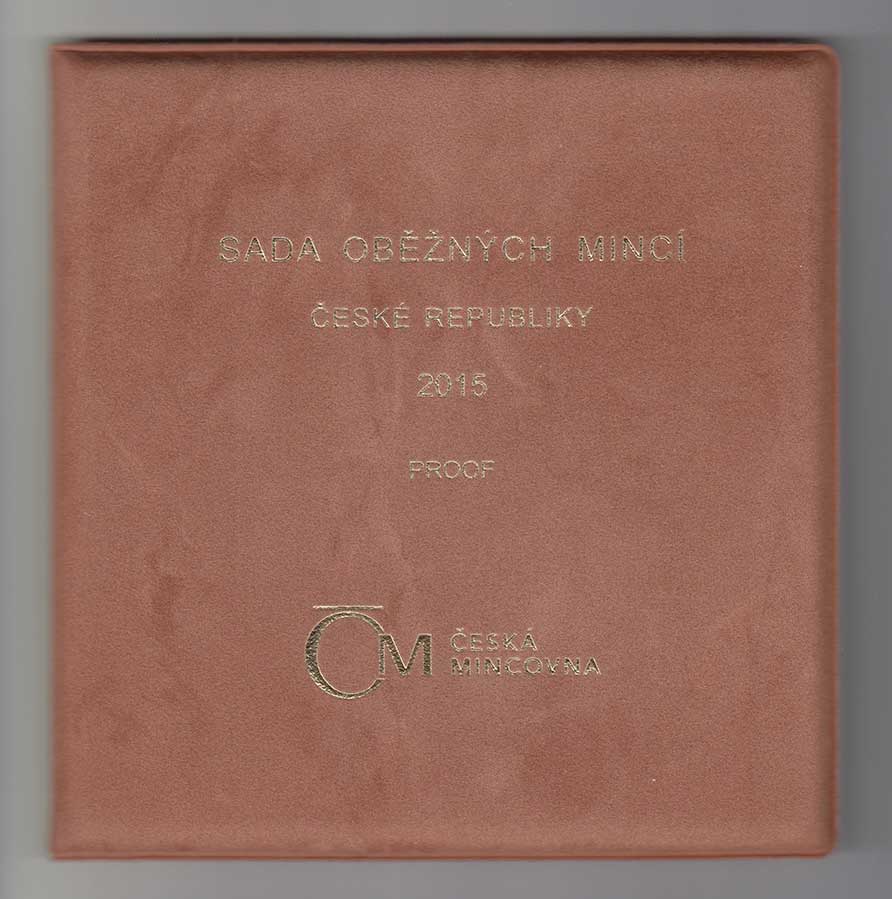 SADA OBĚŽNÝCH MINCÍ
ČESKÉ REPUBLIKY
2015
PROOF
ČM ČESKÁ
MINCOVNA